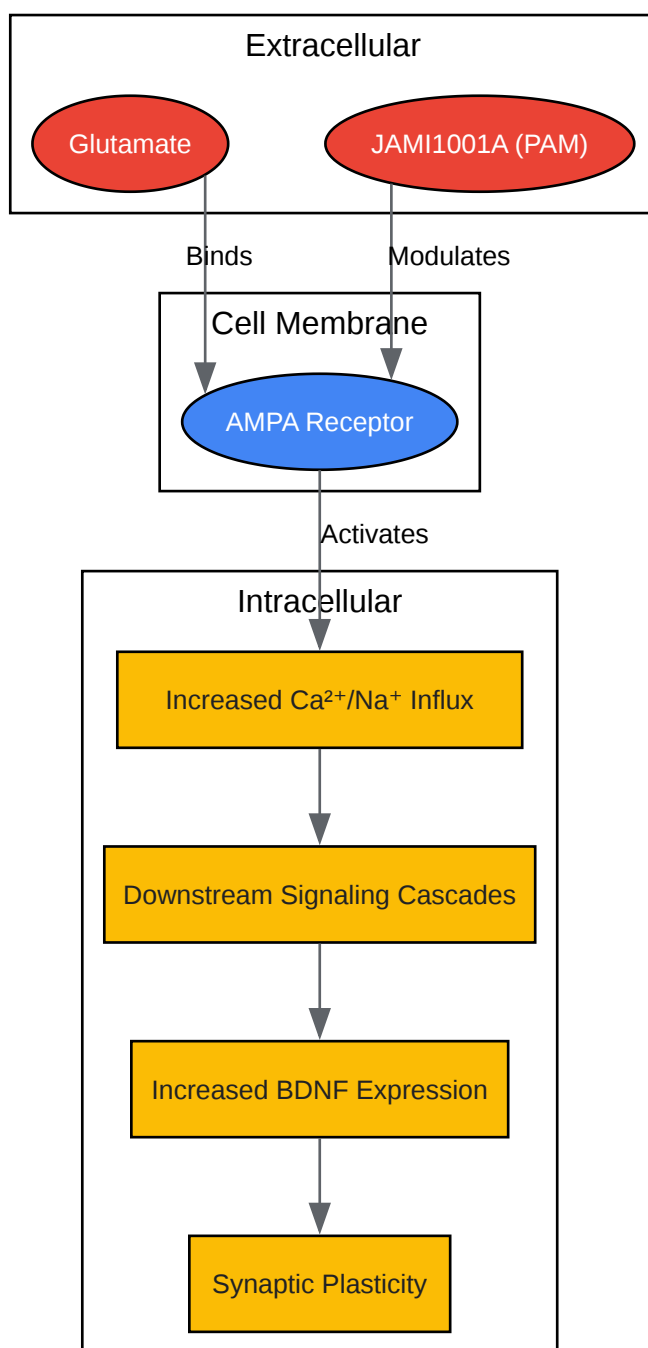 Extracellular
Glutamate
JAMI1001A (PAM)
Binds
Modulates
Cell Membrane
AMPA Receptor
Activates
Intracellular
Increased Ca²⁺/Na⁺ Influx
Downstream Signaling Cascades
Increased BDNF Expression
Synaptic Plasticity